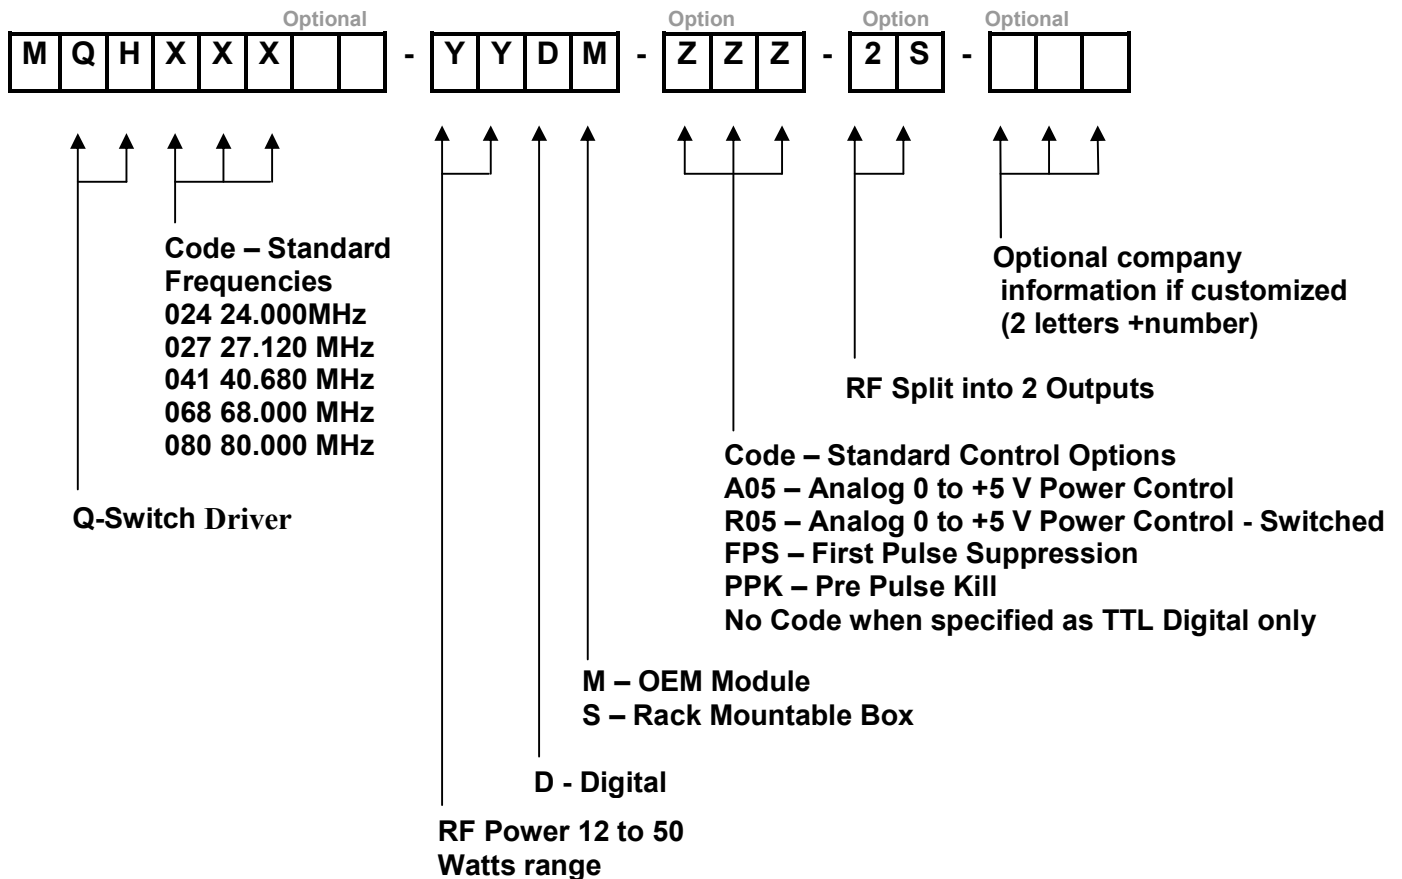 Optional Option Option Optional
M Q H X X X - Y Y D M - Z Z Z - 2 S -
Code – Standard
Frequencies
024 24.000MHz
027 27.120 MHz
041 40.680 MHz
068 68.000 MHz
080 80.000 MHz
Q-Switch Driver
Optional company
information if customized
(2 letters +number)
RF Split into 2 Outputs
Code – Standard Control Options
A05 – Analog 0 to +5 V Power Control
R05 – Analog 0 to +5 V Power Control - Switched
FPS – First Pulse Suppression
PPK – Pre Pulse Kill
No Code when specified as TTL Digital only
M – OEM Module
S – Rack Mountable Box
D - Digital
RF Power 12 to 50
Watts range